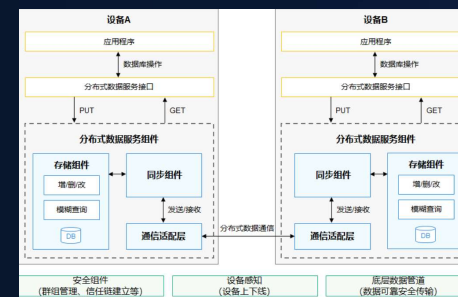 设备A
应用程序
数据库操作
分布式数据服务接口
PUT
GET
分布式数据服务组件
存储组件
增/删/改
模糊查询
DB
同步组件
发送/接收
通信适配层
分布式数据通信
设备B
应用程序
数据库操作
分布式数据服务接口
PUT
GET
分布式数据服务组件
同步组件
发送/接收
通信适配层
存储组件
增/删/改
模糊查询
DB
安全组件
(群组管理、信任链建立等)
设备感知
(设备上下线)
底层数据管道
(数据可靠安全传输)